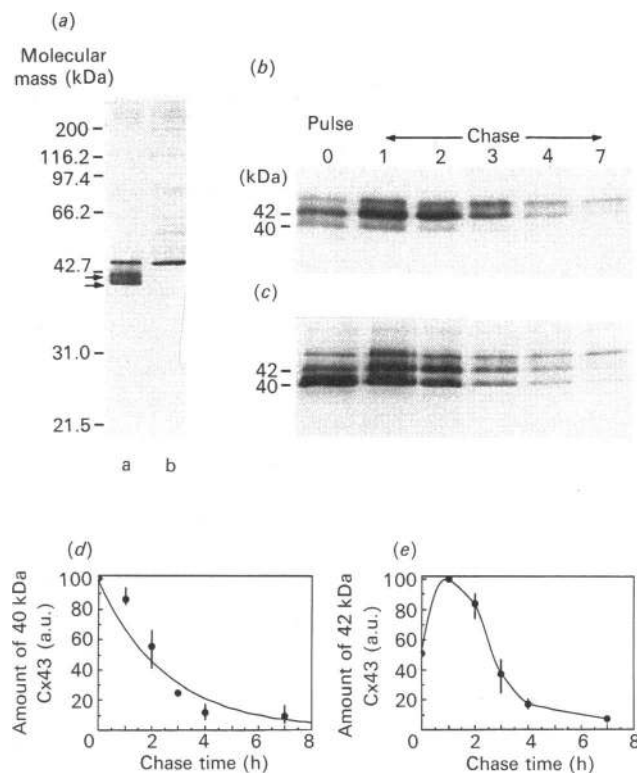 (a)
Molecular
mass (kDa)
200
116.2
97.4
66.2
42.7
31.0
21.5
a b
(b)
Pulse Chase
0 1 2 3 4 7
(kDa)
42
40
(c)
42
40
(d)
Amount of 40 kDa
Cx43 (a.u.)
100
80
60
40
20
0 2 4 6 8
Chase time (h)
(e)
Amount of 42 kDa
Cx43 (a.u.)
100
80
60
40
20
0 2 4 6 8
Chase time (h)